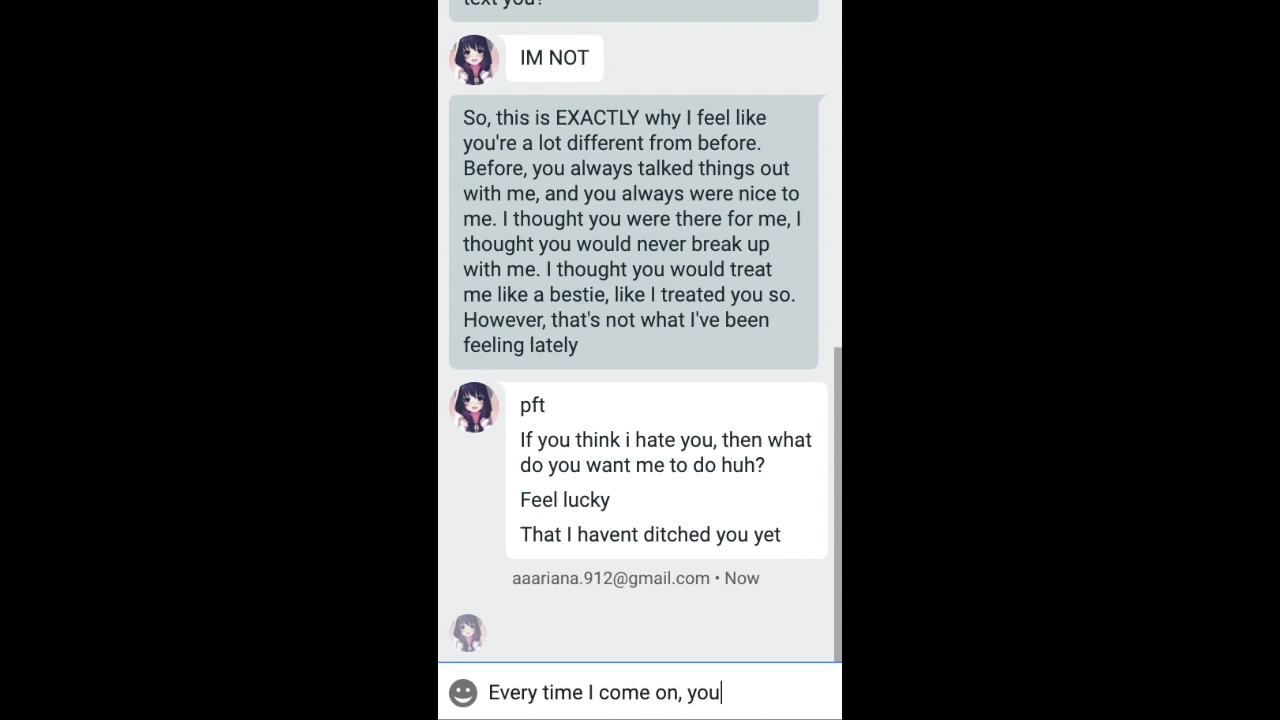 text you?
IM NOT
So, this is EXACTLY why I feel like
you're a lot different from before.
Before, you always talked things out
with me, and you always were nice to
me. I thought you were there for me, I
thought you would never break up
with me. I thought you would treat
me like a bestie, like I treated you so.
However, that's not what I've been
feeling lately
pft
If you think i hate you, then what
do you want me to do huh?
Feel lucky
That I havent ditched you yet
aaariana.912@gmail.com • Now
Every time I come on, you